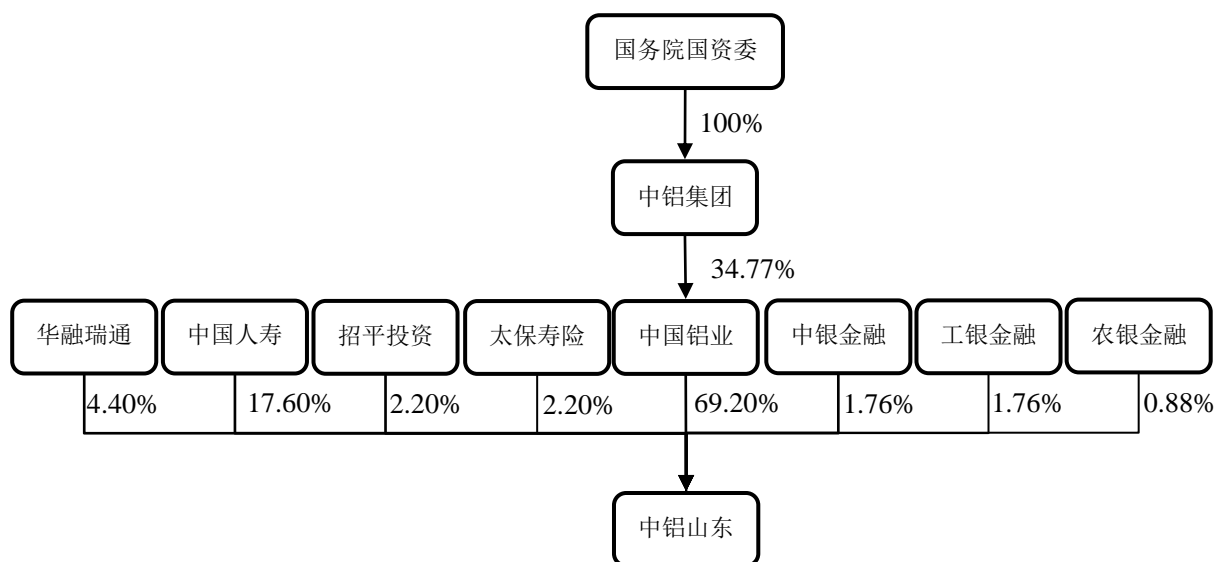 国务院国资委
100%
中铝集团
34.77%
华融瑞通 中国人寿 招平投资 太保寿险 中国铝业 中银金融 工银金融 农银金融
4.40% 17.60% 2.20% 2.20% 69.20% 1.76% 1.76% 0.88%
中铝山东